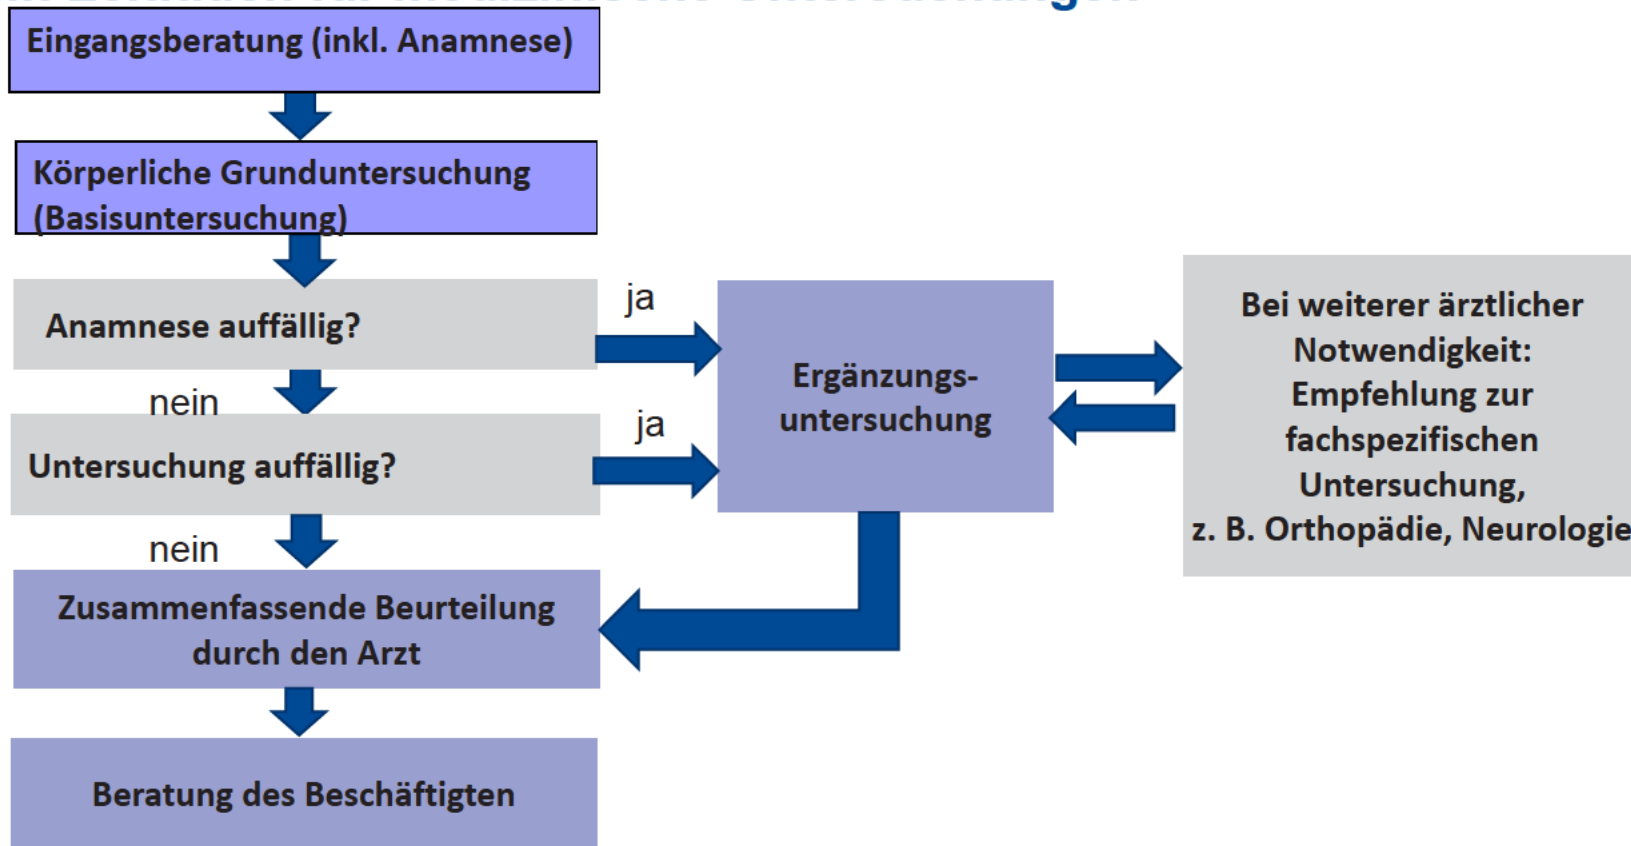 Eingangsberatung (inkl. Anamnese)
Körperliche Grunduntersuchung
(Basisuntersuchung)
Anamnese auffällig?
ja
nein
Untersuchung auffällig?
ja
nein
Ergänzungs-
untersuchung
Bei weiterer ärztlicher
Notwendigkeit:
Empfehlung zur
fachspezifischen
Untersuchung,
z. B. Orthopädie, Neurologie
Zusammenfassende Beurteilung
durch den Arzt
Beratung des Beschäftigten